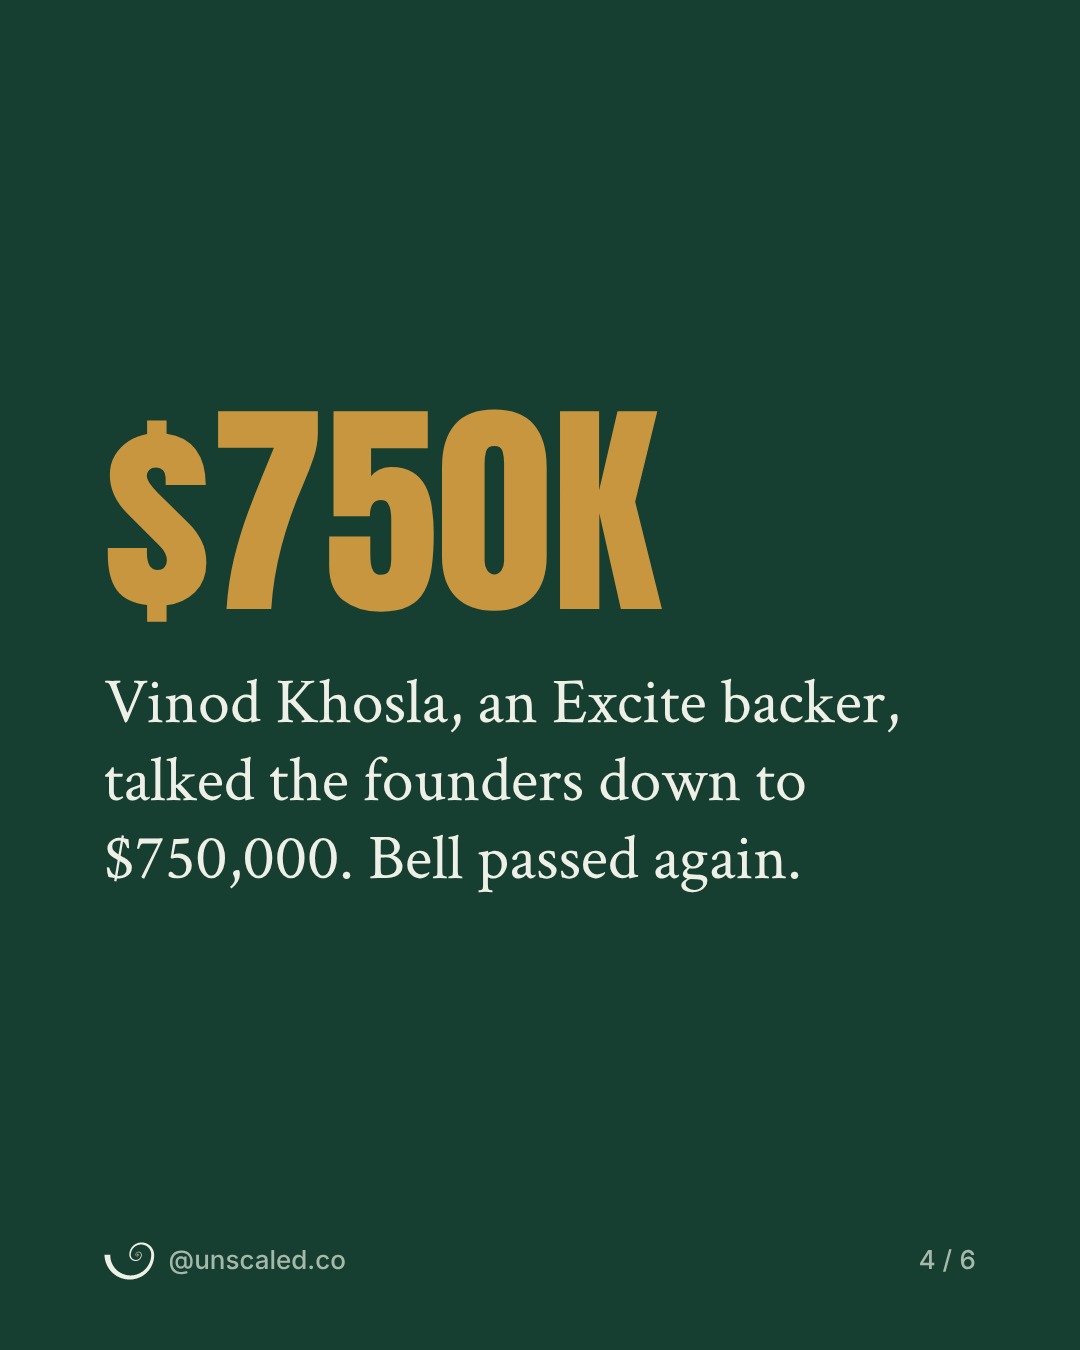 $750K
Vinod Khosla, an Excite backer,
talked the founders down to
$750,000. Bell passed again.
@unscaled.co
4 / 6